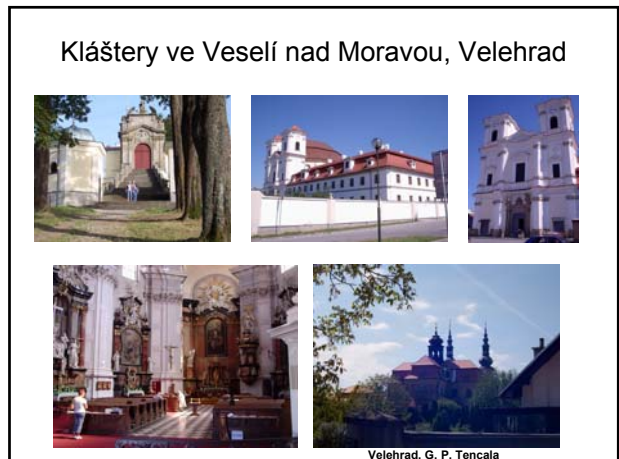 Kláštery ve Veselí nad Moravou, Velehrad
Velehrad, G. P. Tencala